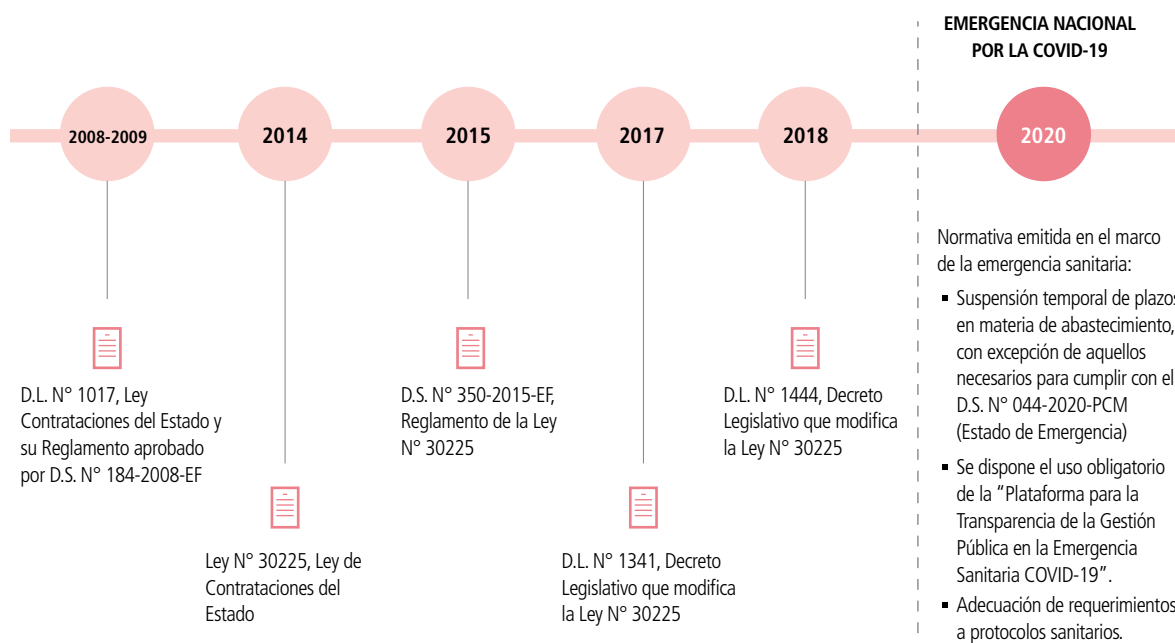 EMERGENCIA NACIONAL
POR LA COVID-19
2008-2009
2014
2015
2017
2018
2020
D.L. N° 1017, Ley
Contrataciones del Estado y
su Reglamento aprobado
por D.S. N° 184-2008-EF
Ley N° 30225, Ley de
Contrataciones del
Estado
D.S. N° 350-2015-EF,
Reglamento de la Ley
N° 30225
D.L. N° 1341, Decreto
Legislativo que modifica
la Ley N° 30225
D.L. N° 1444, Decreto
Legislativo que modifica
la Ley N° 30225
Normativa emitida en el marco
de la emergencia sanitaria:
▪ Suspensión temporal de plazos
en materia de abastecimiento,
con excepción de aquellos
necesarios para cumplir con el
D.S. N° 044-2020-PCM
(Estado de Emergencia)
▪ Se dispone el uso obligatorio
de la “Plataforma para la
Transparencia de la Gestión
Pública en la Emergencia
Sanitaria COVID-19”.
▪ Adecuación de requerimientos
a protocolos sanitarios.